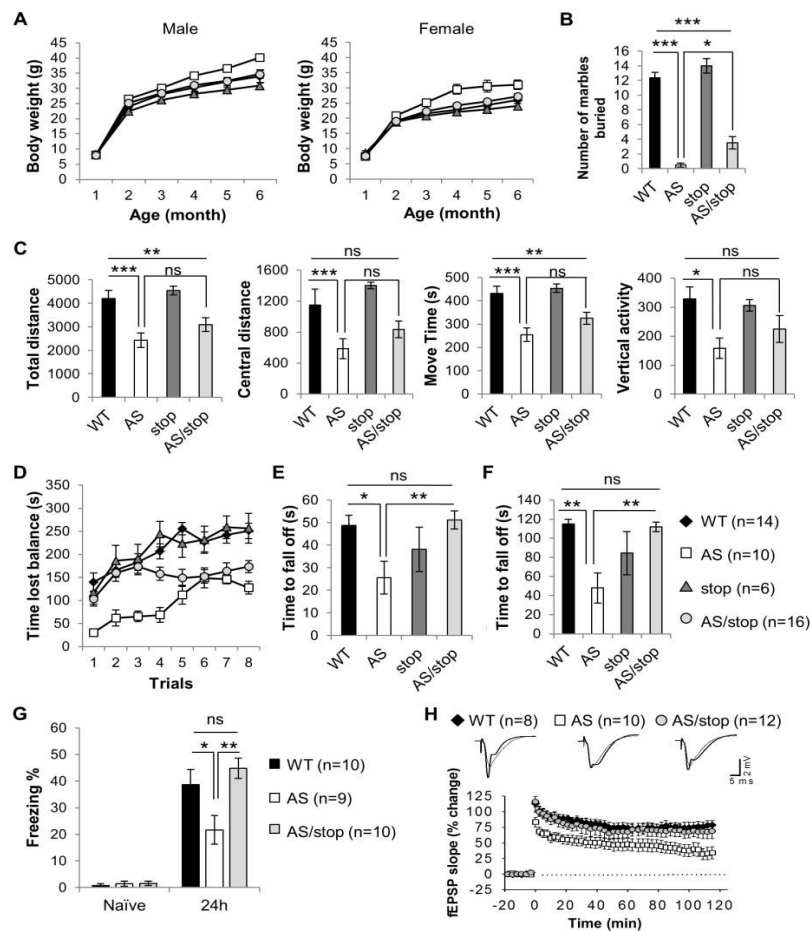 A
Male
Female
Body weight (g)
45
40
35
30
25
20
15
10
5
0
1 2 3 4 5 6
Age (month)
Body weight (g)
45
40
35
30
25
20
15
10
5
0
1 2 3 4 5 6
Age (month)
B
***
*** *
Number of marbles
buried
14
12
10
8
6
4
2
0
WT AS stop AS/stop
C
**
*** ns
Total distance
5000
4000
3000
2000
1000
0
WT AS stop AS/stop
ns
*** ns
Central distance
1600
1200
800
400
0
WT AS stop AS/stop
**
*** ns
Move Time (s)
500
400
300
200
100
0
WT AS stop AS/stop
ns
* ns
Vertical activity
400
300
200
100
0
WT AS stop AS/stop
D
Time lost balance (s)
300
250
200
150
100
50
0
1 2 3 4 5 6 7 8
Trials
E
ns
* **
Time to fall off (s)
60
50
40
30
20
10
0
WT AS stop AS/stop
F
ns
** **
Time to fall off (s)
120
100
80
60
40
20
0
WT AS stop AS/stop
WT (n=14)
AS (n=10)
stop (n=6)
AS/stop (n=16)
G
ns
* **
Freezing %
60
50
40
30
20
10
0
Naïve 24h
WT (n=10)
AS (n=9)
AS/stop (n=10)
H
WT (n=8) AS (n=10) AS/stop (n=12)
2 mV
5 ms
fEPSP slope (% change)
125
100
75
50
25
0
-25
-20 0 20 40 60 80 100 120
Time (min)